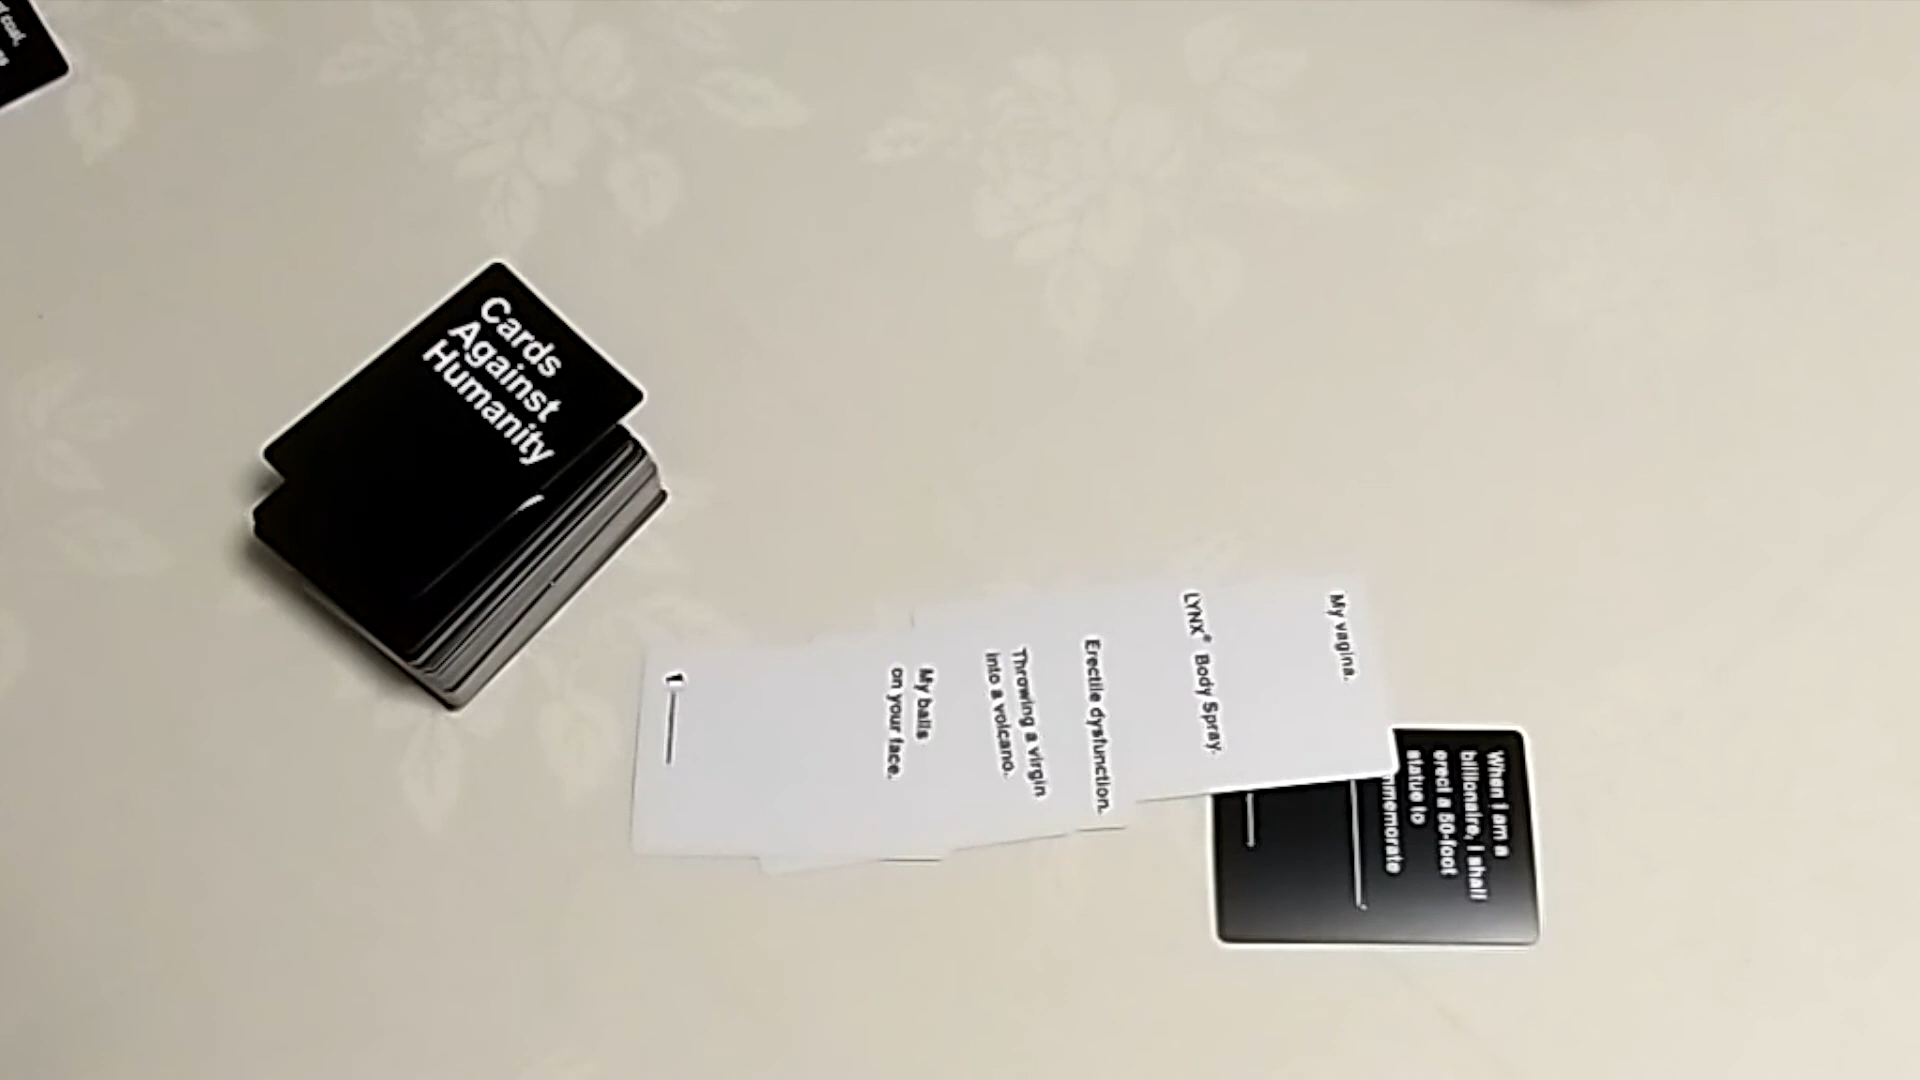 Cards
Against
Humanity
My vagina.
LYNX® Body Spray.
Erectile dysfunction.
Throwing a virgin
into a volcano.
My balls
on your face.
When I am a
billionaire, I shall
erect a 50-foot
statue to